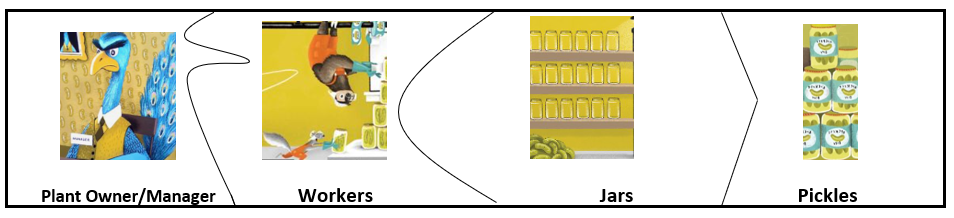 Plant Owner/Manager
Workers
Jars
Pickles